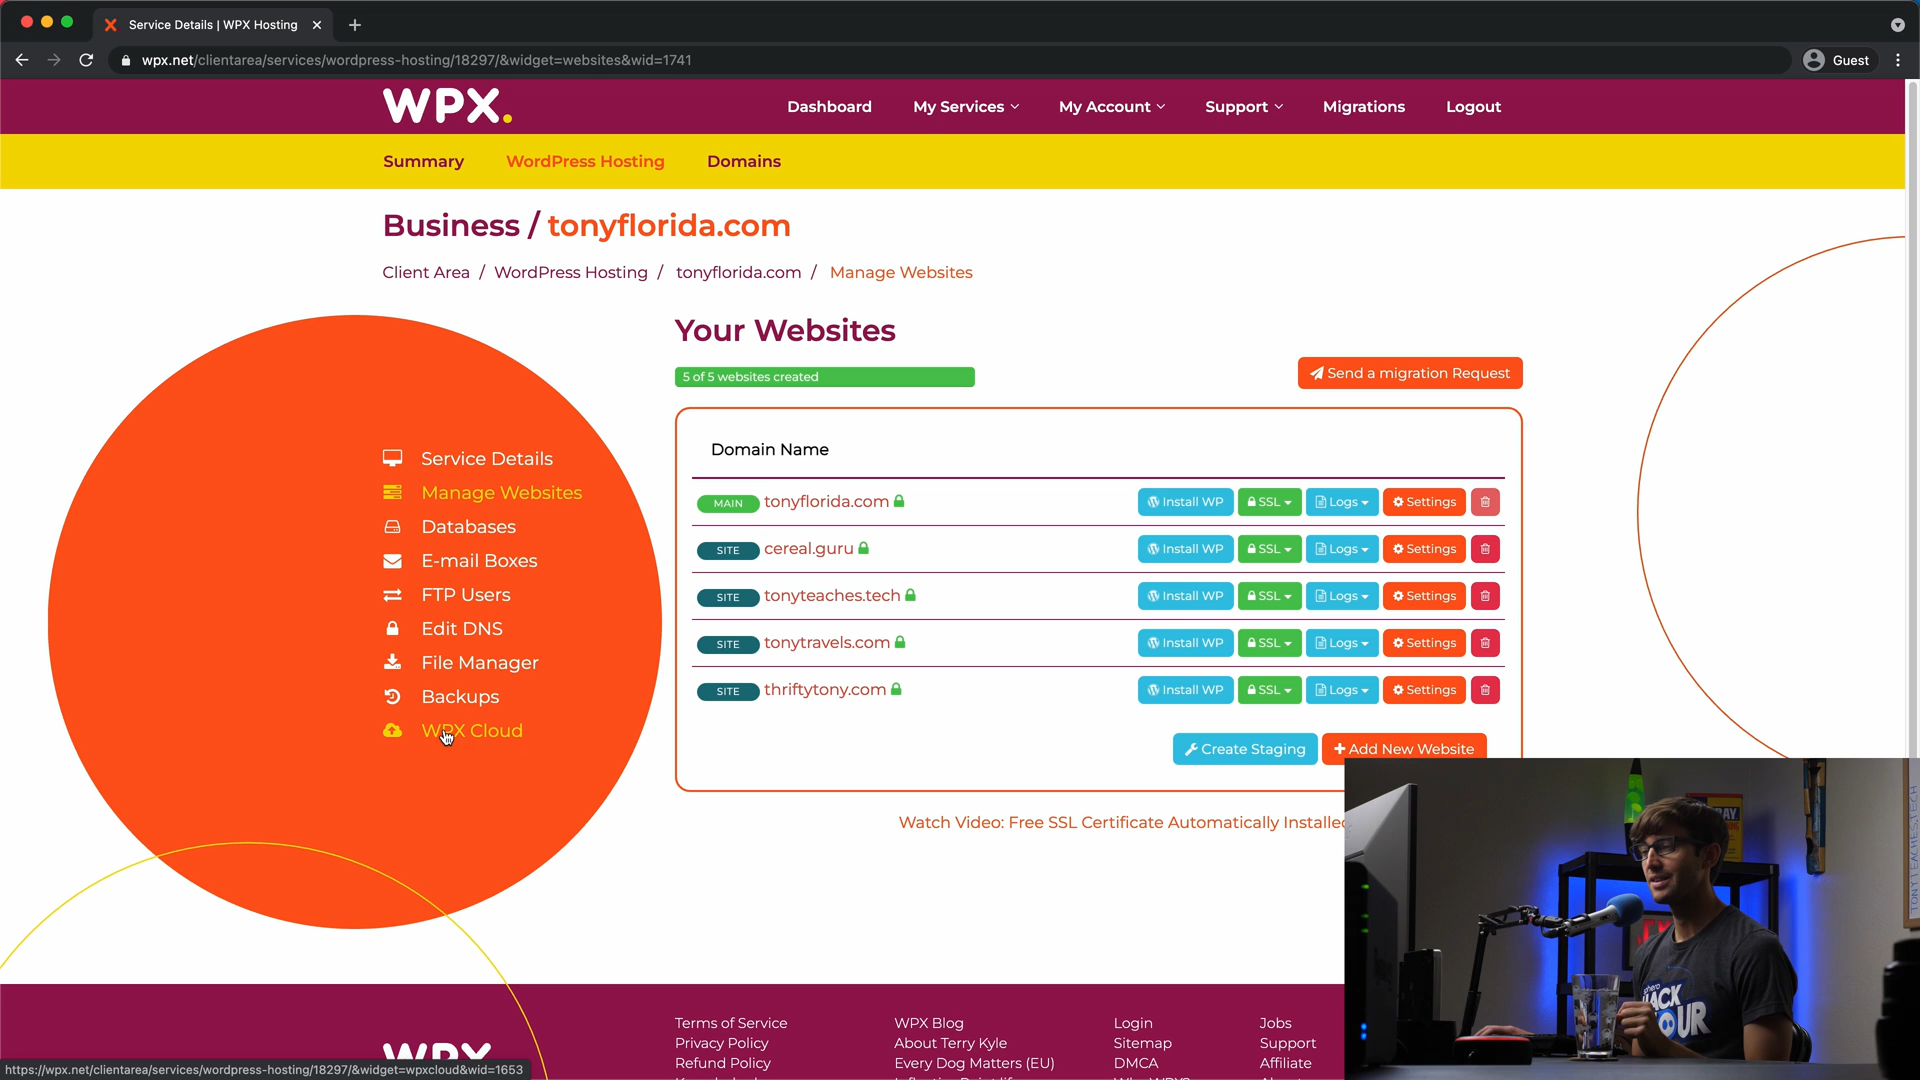 Service Details | WPX Hosting
wpx.net/clientarea/services/wordpress-hosting/18297/&widget=websites&wid=1741
Guest
WPX.
Dashboard
My Services
My Account
Support
Migrations
Logout
Summary
WordPress Hosting
Domains
Business / tonyflorida.com
Client Area / WordPress Hosting / tonyflorida.com / Manage Websites
Your Websites
5 of 5 websites created
Send a migration Request
Service Details
Manage Websites
Databases
E-mail Boxes
FTP Users
Edit DNS
File Manager
Backups
WPX Cloud
Domain Name
MAIN tonyflorida.com Install WP SSL Logs Settings
SITE cereal.guru Install WP SSL Logs Settings
SITE tonyteaches.tech Install WP SSL Logs Settings
SITE tonytravels.com Install WP SSL Logs Settings
SITE thriftytony.com Install WP SSL Logs Settings
Create Staging
Add New Website
Watch Video: Free SSL Certificate Automatically Installed
TONYTEACHES.TECH
HACK
HOUR
WPX
Terms of Service
Privacy Policy
Refund Policy
WPX Blog
About Terry Kyle
Every Dog Matters (EU)
Login
Sitemap
DMCA
Jobs
Support
Affiliate
https://wpx.net/clientarea/services/wordpress-hosting/18297/&widget=wpxcloud&wid=1653